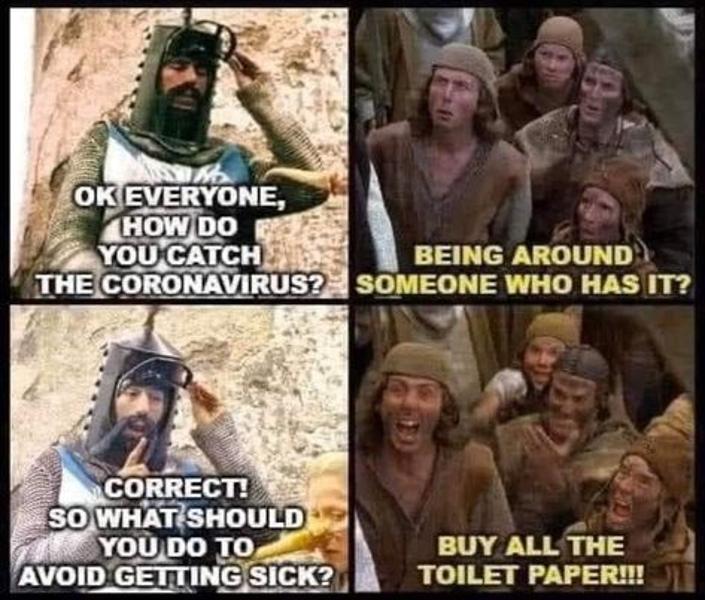 OK EVERYONE,
HOW DO
YOU CATCH
THE CORONAVIRUS?
BEING AROUND
SOMEONE WHO HAS IT?
CORRECT!
SO WHAT SHOULD
YOU DO TO
AVOID GETTING SICK?
BUY ALL THE
TOILET PAPER!!!